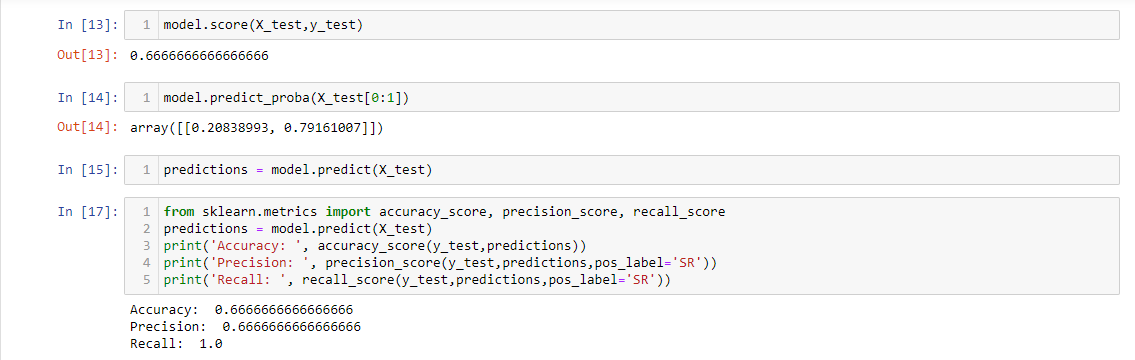 In [13]: 1 model.score(X_test,y_test)
Out[13]: 0.6666666666666666
In [14]: 1 model.predict_proba(X_test[0:1])
Out[14]: array([[0.20838993, 0.79161007]])
In [15]: 1 predictions = model.predict(X_test)
In [17]: 1 from sklearn.metrics import accuracy_score, precision_score, recall_score
2 predictions = model.predict(X_test)
3 print('Accuracy: ', accuracy_score(y_test,predictions))
4 print('Precision: ', precision_score(y_test,predictions,pos_label='SR'))
5 print('Recall: ', recall_score(y_test,predictions,pos_label='SR'))
Accuracy:  0.6666666666666666
Precision:  0.6666666666666666
Recall:  1.0